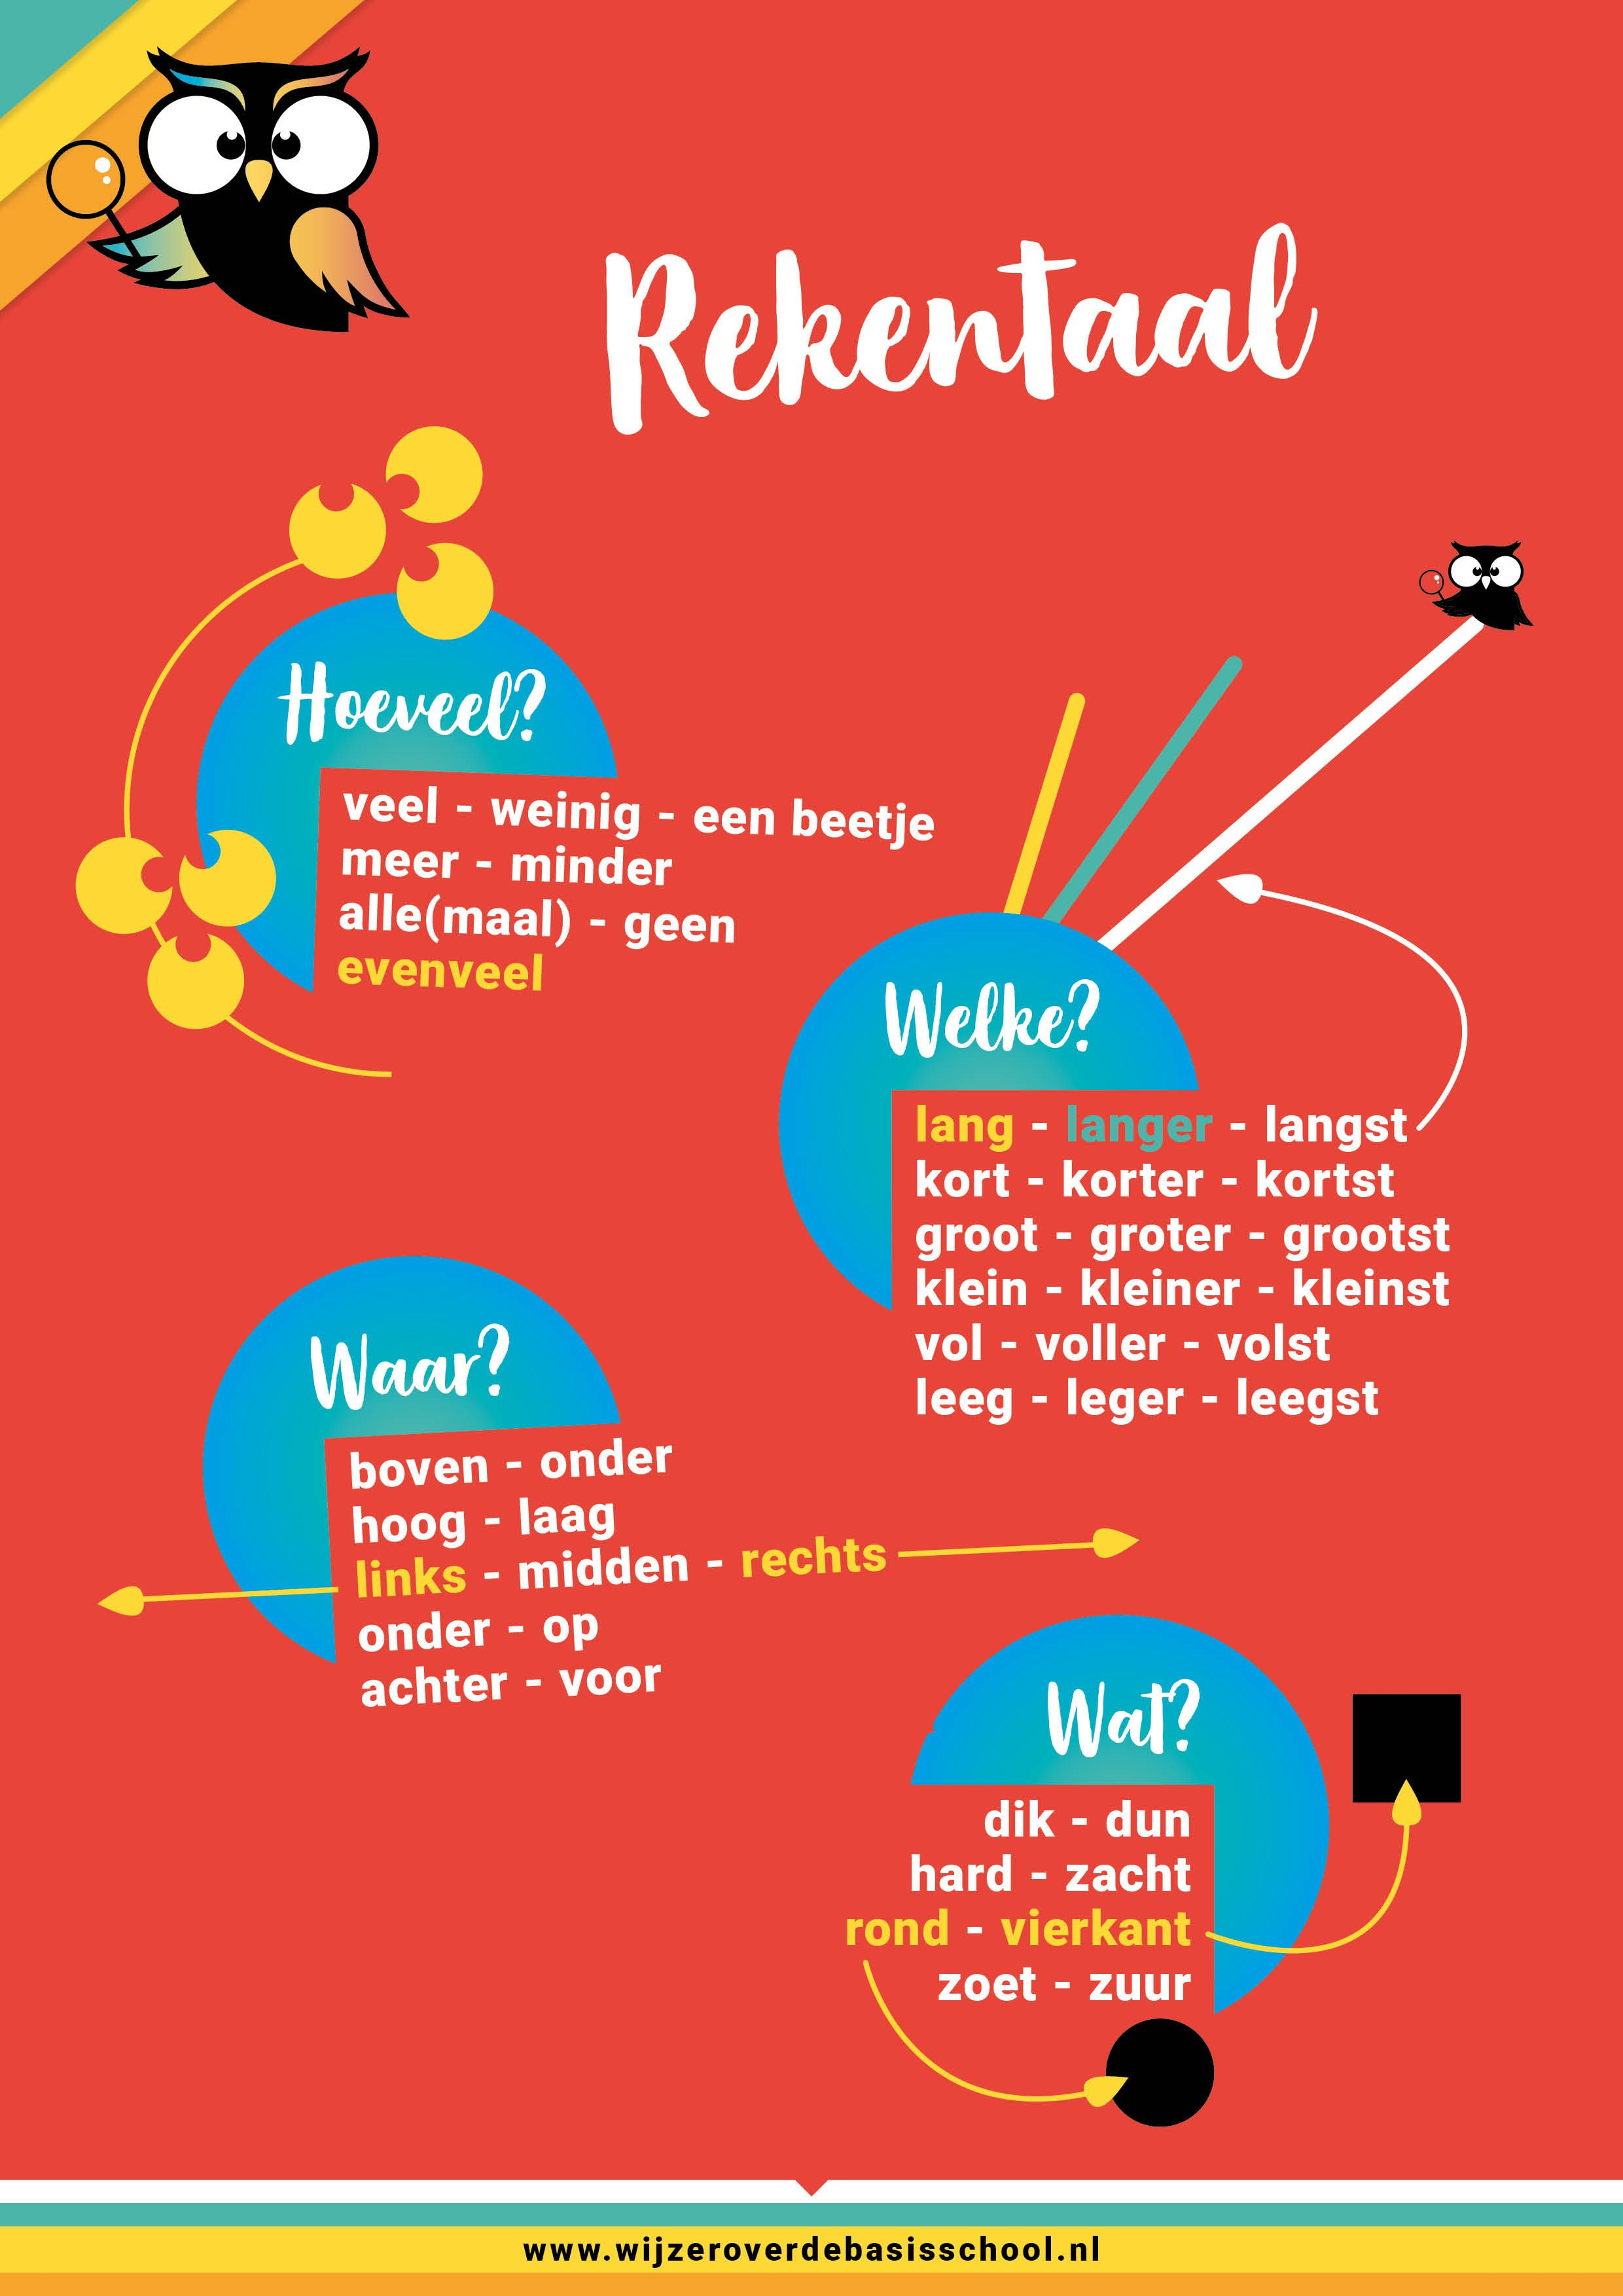 Rekentaal
Hoeveel?
veel - weinig - een beetje
meer - minder
alle(maal) - geen
evenveel
Welke?
lang - langer - langst
kort - korter - kortst
groot - groter - grootst
klein - kleiner - kleinst
vol - voller - volst
leeg - leger - leegst
Waar?
boven - onder
hoog - laag
links - midden - rechts
onder - op
achter - voor
Wat?
dik - dun
hard - zacht
rond - vierkant
zoet - zuur
www.wijzeroverdebasisschool.nl